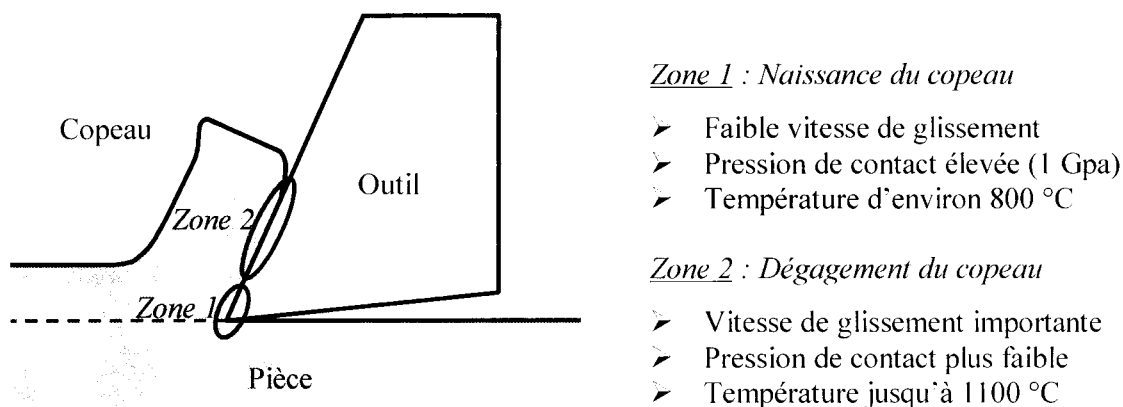 Copeau
Outil
Zone 2
Zone 1
Pièce
Zone 1 : Naissance du copeau
➢ Faible vitesse de glissement
➢ Pression de contact élevée (1 Gpa)
➢ Température d'environ 800 °C
Zone 2 : Dégagement du copeau
➢ Vitesse de glissement importante
➢ Pression de contact plus faible
➢ Température jusqu'à 1100 °C